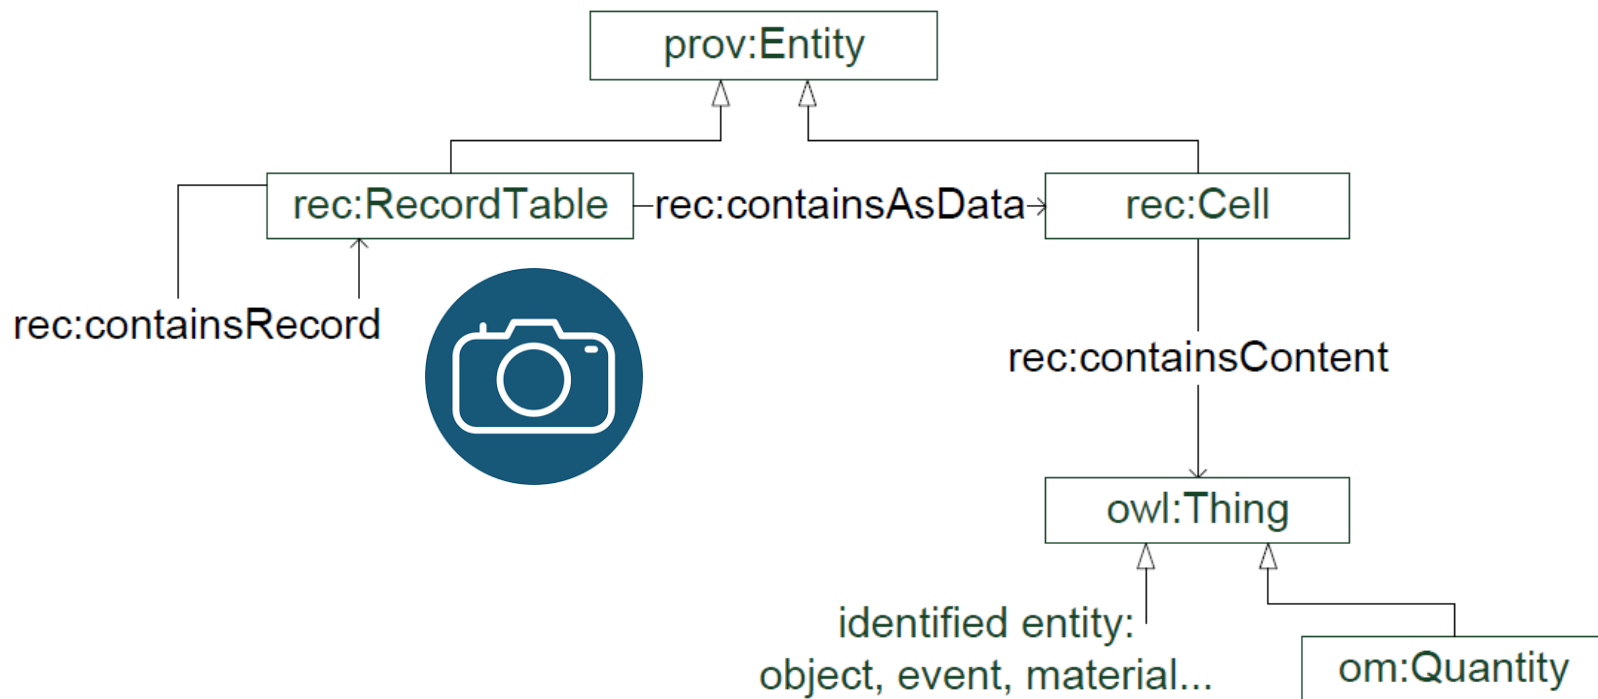 prov:Entity
rec:RecordTable
rec:containsAsData
rec:Cell
rec:containsRecord
rec:containsContent
owl:Thing
identified entity:
object, event, material...
om:Quantity